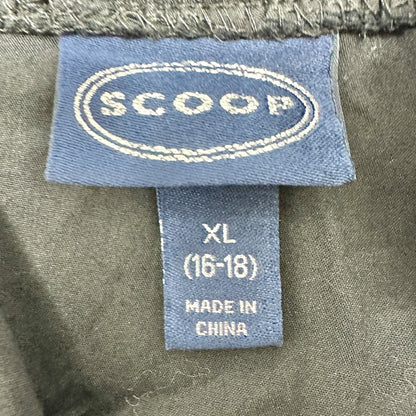 SCOOP
XL
(16-18)
MADE IN
CHINA